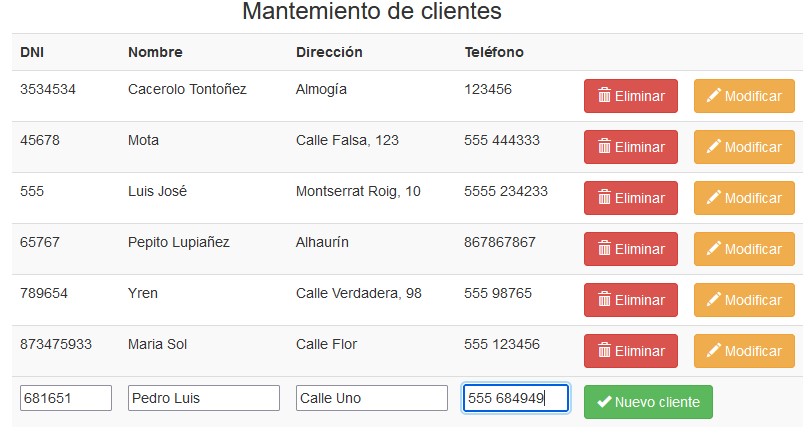 Mantemiento de clientes
DNI Nombre Dirección Teléfono
3534534 Cacerolo Tontoñez Almogía 123456 Eliminar Modificar
45678 Mota Calle Falsa, 123 555 444333 Eliminar Modificar
555 Luis José Montserrat Roig, 10 5555 234233 Eliminar Modificar
65767 Pepito Lupiañez Alhaurín 867867867 Eliminar Modificar
789654 Yren Calle Verdadera, 98 555 98765 Eliminar Modificar
873475933 Maria Sol Calle Flor 555 123456 Eliminar Modificar
681651 Pedro Luis Calle Uno 555 684949 Nuevo cliente